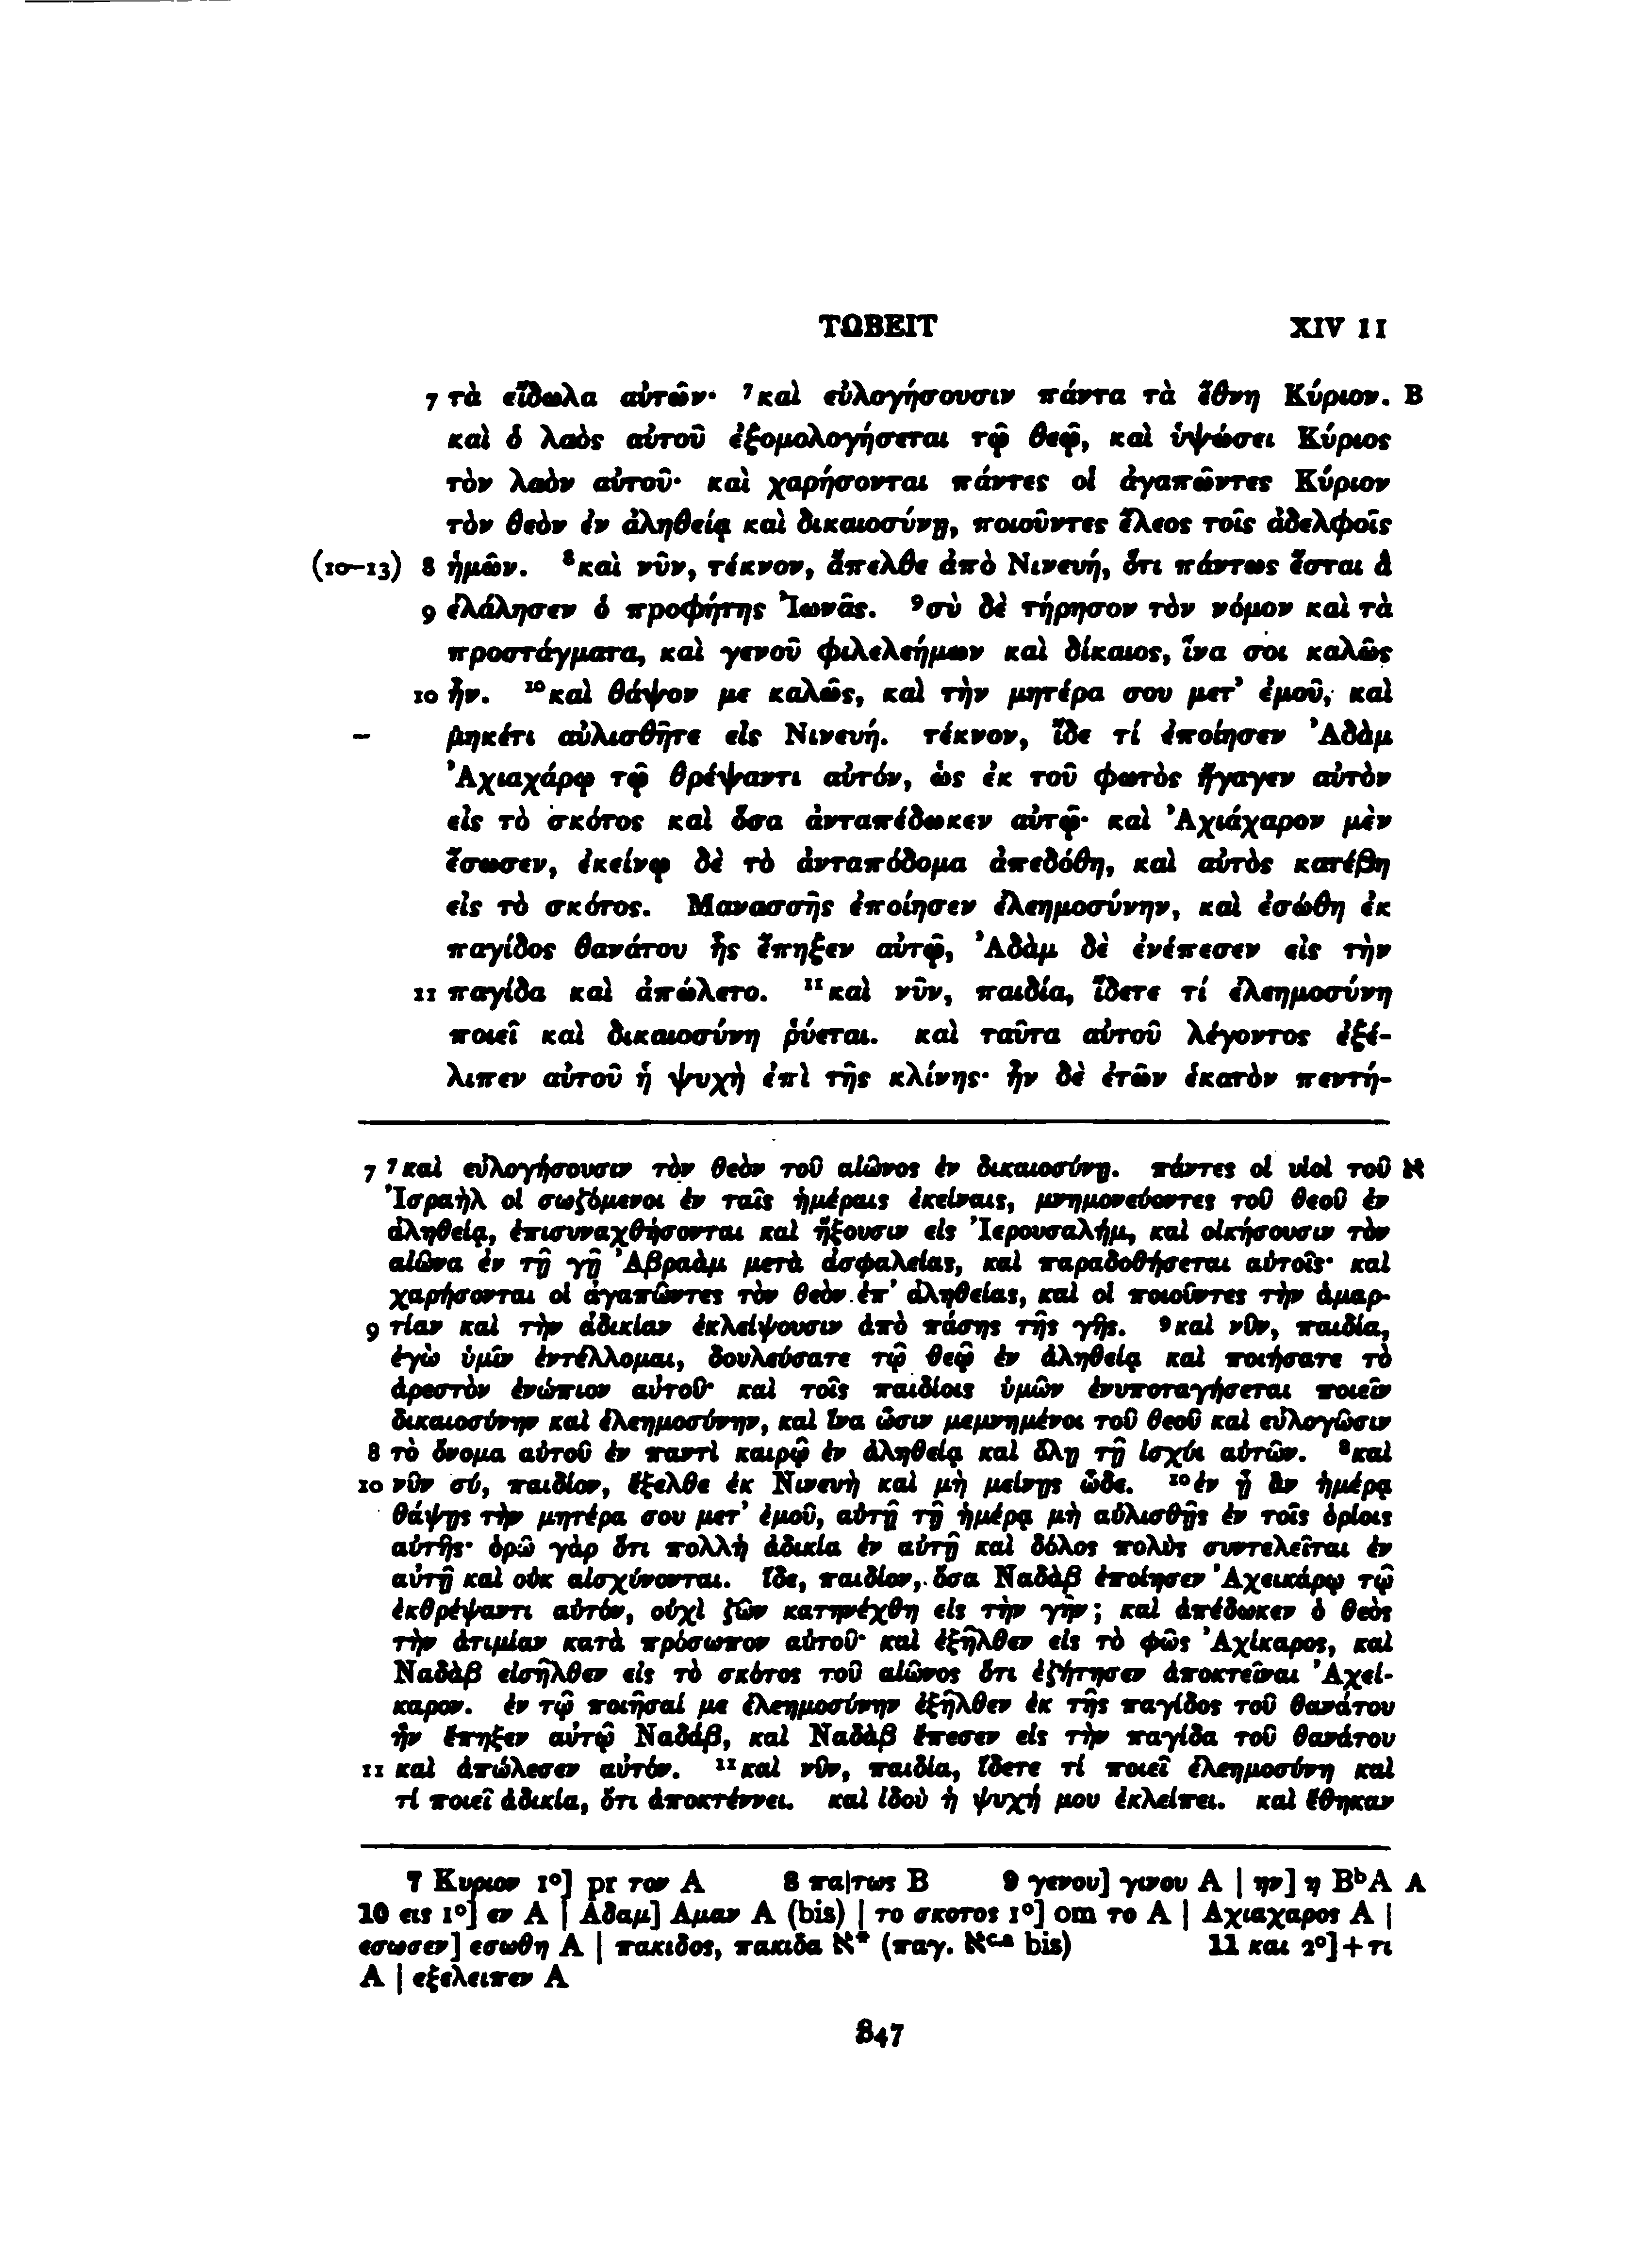 ΤΩΒΕΙΤ XIV 11
7 τὰ εἴδωλα αὐτῶν· ⁷καὶ εὐλογήσουσιν πάντα τὰ ἔθνη Κύριον. B
καὶ ὁ λαὸς αὐτοῦ ἐξομολογήσεται τῷ θεῷ, καὶ ὑψώσει Κύριος
τὸν λαὸν αὐτοῦ· καὶ χαρήσονται πάντες οἱ ἀγαπῶντες Κύριον
τὸν θεὸν ἐν ἀληθείᾳ καὶ δικαιοσύνῃ, ποιοῦντες ἔλεος τοῖς ἀδελφοῖς
(10–13) 8 ἡμῶν. ⁸καὶ νῦν, τέκνον, ἄπελθε ἀπὸ Νινευή, ὅτι πάντως ἔσται ἃ
9 ἐλάλησεν ὁ προφήτης Ἰωνᾶς. ⁹σὺ δὲ τήρησον τὸν νόμον καὶ τὰ
προστάγματα, καὶ γενοῦ φιλελεήμων καὶ δίκαιος, ἵνα σοι καλῶς
10 ἦν. ¹⁰καὶ θάψον με καλῶς, καὶ τὴν μητέρα σου μετ’ ἐμοῦ, καὶ
μηκέτι αὐλισθῆτε εἰς Νινευή. τέκνον, ἴδε τί ἐποίησεν Ἀδὰμ
Ἀχιαχάρῳ τῷ θρέψαντι αὐτόν, ὡς ἐκ τοῦ φωτὸς ἤγαγεν αὐτὸν
εἰς τὸ σκότος καὶ ὅσα ἀνταπέδωκεν αὐτῷ· καὶ Ἀχιάχαρον μὲν
ἔσωσεν, ἐκείνῳ δὲ τὸ ἀνταπόδομα ἀπεδόθη, καὶ αὐτὸς κατέβη
εἰς τὸ σκότος. Μανασσῆς ἐποίησεν ἐλεημοσύνην, καὶ ἐσώθη ἐκ
παγίδος θανάτου ἧς ἔπηξεν αὐτῷ, Ἀδὰμ δὲ ἐνέπεσεν εἰς τὴν
11 παγίδα καὶ ἀπώλετο. ¹¹καὶ νῦν, παιδία, ἴδετε τί ἐλεημοσύνη
ποιεῖ καὶ δικαιοσύνη ῥύεται. καὶ ταῦτα αὐτοῦ λέγοντος ἐξέ-
λιπεν αὐτοῦ ἡ ψυχὴ ἐπὶ τῆς κλίνης· ἦν δὲ ἐτῶν ἑκατὸν πεντή-
7 ⁷καὶ εὐλογήσουσιν τὸν θεὸν τοῦ αἰῶνος ἐν δικαιοσύνῃ. πάντες οἱ υἱοὶ τοῦ א
Ἰσραὴλ οἱ σωζόμενοι ἐν ταῖς ἡμέραις ἐκείναις, μνημονεύοντες τοῦ θεοῦ ἐν
ἀληθείᾳ, ἐπισυναχθήσονται καὶ ἥξουσιν εἰς Ἰερουσαλήμ, καὶ οἰκήσουσιν τὸν
αἰῶνα ἐν τῇ γῇ Ἀβραὰμ μετὰ ἀσφαλείας, καὶ παραδοθήσεται αὐτοῖς· καὶ
χαρήσονται οἱ ἀγαπῶντες τὸν θεὸν ἐπ’ ἀληθείας, καὶ οἱ ποιοῦντες τὴν ἁμαρ-
9 τίαν καὶ τὴν ἀδικίαν ἐκλείψουσιν ἀπὸ πάσης τῆς γῆς. ⁹καὶ νῦν, παιδία,
ἐγὼ ὑμῖν ἐντέλλομαι, δουλεύσατε τῷ θεῷ ἐν ἀληθείᾳ καὶ ποιήσατε τὸ
ἀρεστὸν ἐνώπιον αὐτοῦ· καὶ τοῖς παιδίοις ὑμῶν ἐνυποταγήσεται ποιεῖν
δικαιοσύνην καὶ ἐλεημοσύνην, καὶ ἵνα ὦσιν μεμνημένοι τοῦ θεοῦ καὶ εὐλογῶσιν
8 τὸ ὄνομα αὐτοῦ ἐν παντὶ καιρῷ ἐν ἀληθείᾳ καὶ ὅλῃ τῇ ἰσχύι αὐτῶν. ⁸καὶ
10 νῦν σύ, παιδίον, ἔξελθε ἐκ Νινευὴ καὶ μὴ μείνῃς ὧδε. ¹⁰ἐν ᾗ ἂν ἡμέρᾳ
θάψῃς τὴν μητέρα σου μετ’ ἐμοῦ, αὐτῇ τῇ ἡμέρᾳ μὴ αὐλισθῇς ἐν τοῖς ὁρίοις
αὐτῆς· ὁρῶ γὰρ ὅτι πολλὴ ἀδικία ἐν αὐτῇ καὶ δόλος πολὺς συντελεῖται ἐν
αὐτῇ καὶ οὐκ αἰσχύνονται. ἴδε, παιδίον, ὅσα Ναδὰβ ἐποίησεν Ἀχεικάρῳ τῷ
ἐκθρέψαντι αὐτόν, οὐχὶ ζῶν κατηνέχθη εἰς τὴν γῆν; καὶ ἀπέδωκεν ὁ θεὸς
τὴν ἀτιμίαν κατὰ πρόσωπον αὐτοῦ· καὶ ἐξῆλθεν εἰς τὸ φῶς Ἀχίκαρος, καὶ
Ναδὰβ εἰσῆλθεν εἰς τὸ σκότος τοῦ αἰῶνος ὅτι ἐζήτησεν ἀποκτεῖναι Ἀχεί-
καρον. ἐν τῷ ποιῆσαί με ἐλεημοσύνην ἐξῆλθεν ἐκ τῆς παγίδος τοῦ θανάτου
ἣν ἔπηξεν αὐτῷ Ναδάβ, καὶ Ναδὰβ ἔπεσεν εἰς τὴν παγίδα τοῦ θανάτου
11 καὶ ἀπώλεσεν αὐτόν. ¹¹καὶ νῦν, παιδία, ἴδετε τί ποιεῖ ἐλεημοσύνη καὶ
τί ποιεῖ ἀδικία, ὅτι ἀποκτέννει. καὶ ἰδοὺ ἡ ψυχή μου ἐκλείπει. καὶ ἔθηκαν
7 Κυριον 1º] pr τον A 8 πα|τως B 9 γενου] γινου A | ην] η BᵇA A
10 εις 1º] εν A | Αδαμ] Αμαν A (bis) | το σκοτος 1º] om το A | Αχιαχαρος A |
εσωσεν] εσωθη A | πακιδος, πακιδα א* (παγ. אᶜ·ᵃ bis) 11 και 2º]+τι
A | εξελειπεν A
847